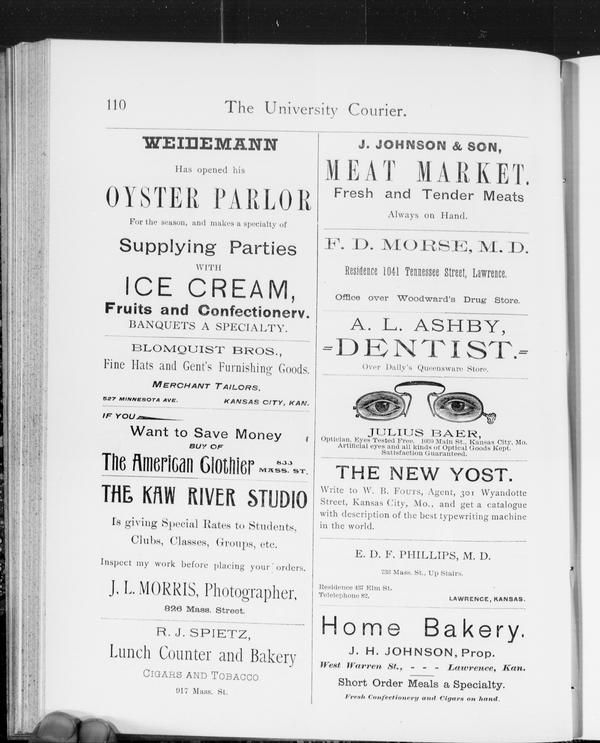 110
The University Courier.
WEIDEMANN
Has opened his
OYSTER PARLOR
For the season, and makes a specialty of
Supplying Parties
WITH
ICE CREAM,
Fruits and Confectionery.
BANQUETS A SPECIALTY.
BLOMQUIST BROS.,
Fine Hats and Gent's Furnishing Goods.
MERCHANT TAILORS,
527 MINNESOTA AVE. KANSAS CITY, KAN.
IF YOU
Want to Save Money
BUY OF
The American Clothier 833 MASS. ST.
THE KAW RIVER STUDIO
Is giving Special Rates to Students,
Clubs, Classes, Groups, etc.
Inspect my work before placing your orders.
J. L. MORRIS, Photographer,
826 Mass. Street.
R. J. SPIETZ,
Lunch Counter and Bakery
CIGARS AND TOBACCO
917 Mass. St.
J. JOHNSON & SON,
MEAT MARKET.
Fresh and Tender Meats
Always on Hand.
F. D. MORSE, M. D.
Residence 1041 Tennessee Street, Lawrence.
Office over Woodward's Drug Store.
A. L. ASHBY,
=DENTIST.=
Over Daily's Queensware Store.
JULIUS BAER,
Optician, Eyes Tested Free. 1039 Main St., Kansas City, Mo.
Artificial eyes and all kinds of Optical Goods Kept.
Satisfaction Guaranteed.
THE NEW YOST.
Write to W. B. FOUTS, Agent, 301 Wyandotte
Street, Kansas City, Mo., and get a catalogue
with description of the best typewriting machine
in the world.
E. D. F. PHILLIPS, M. D.
733 Mass. St., Up Stairs.
Residence 437 Elm St.
Teletephone 82.
LAWRENCE, KANSAS.
Home Bakery.
J. H. JOHNSON, Prop.
West Warren St., - - - Lawrence, Kan.
Short Order Meals a Specialty.
Fresh Confectionery and Cigars on hand.